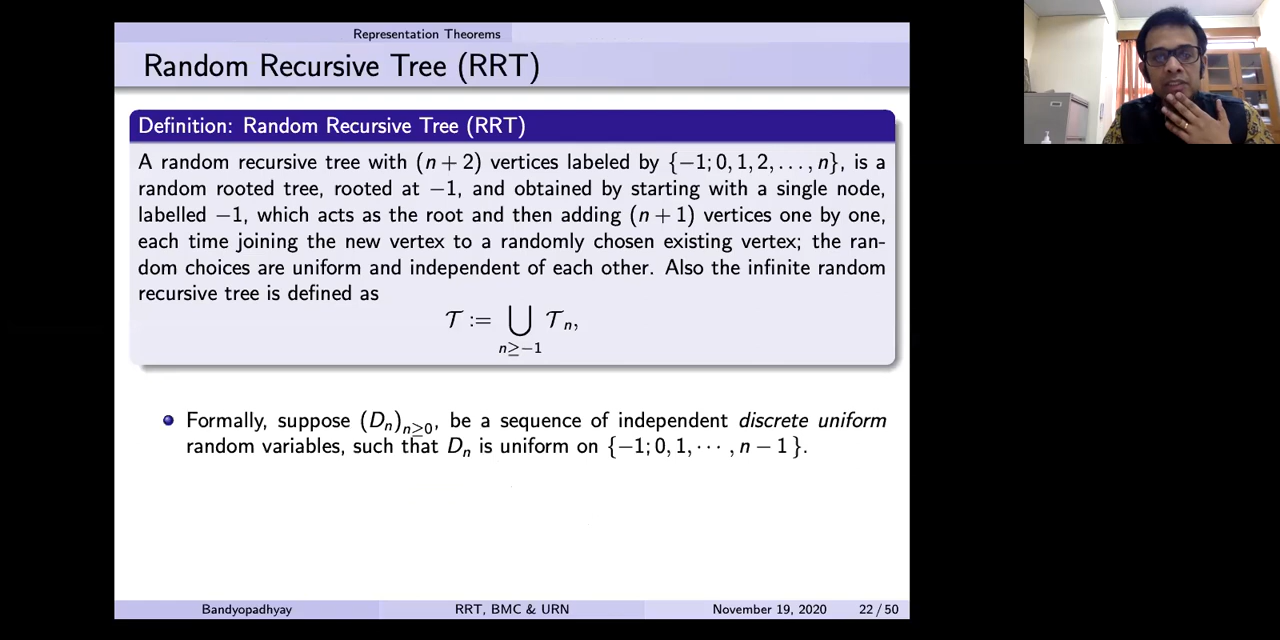 Representation Theorems
Random Recursive Tree (RRT)
Definition: Random Recursive Tree (RRT)
A random recursive tree with (n + 2) vertices labeled by {−1; 0, 1, 2, . . . , n}, is a
random rooted tree, rooted at −1, and obtained by starting with a single node,
labelled −1, which acts as the root and then adding (n + 1) vertices one by one,
each time joining the new vertex to a randomly chosen existing vertex; the ran-
dom choices are uniform and independent of each other. Also the infinite random
recursive tree is defined as
𝒯 := ⋃ 𝒯ₙ,
n≥−1
Formally, suppose (Dₙ)ₙ≥₀, be a sequence of independent discrete uniform
random variables, such that Dₙ is uniform on {−1; 0, 1, · · · , n − 1 }.
Bandyopadhyay RRT, BMC & URN November 19, 2020 22 / 50